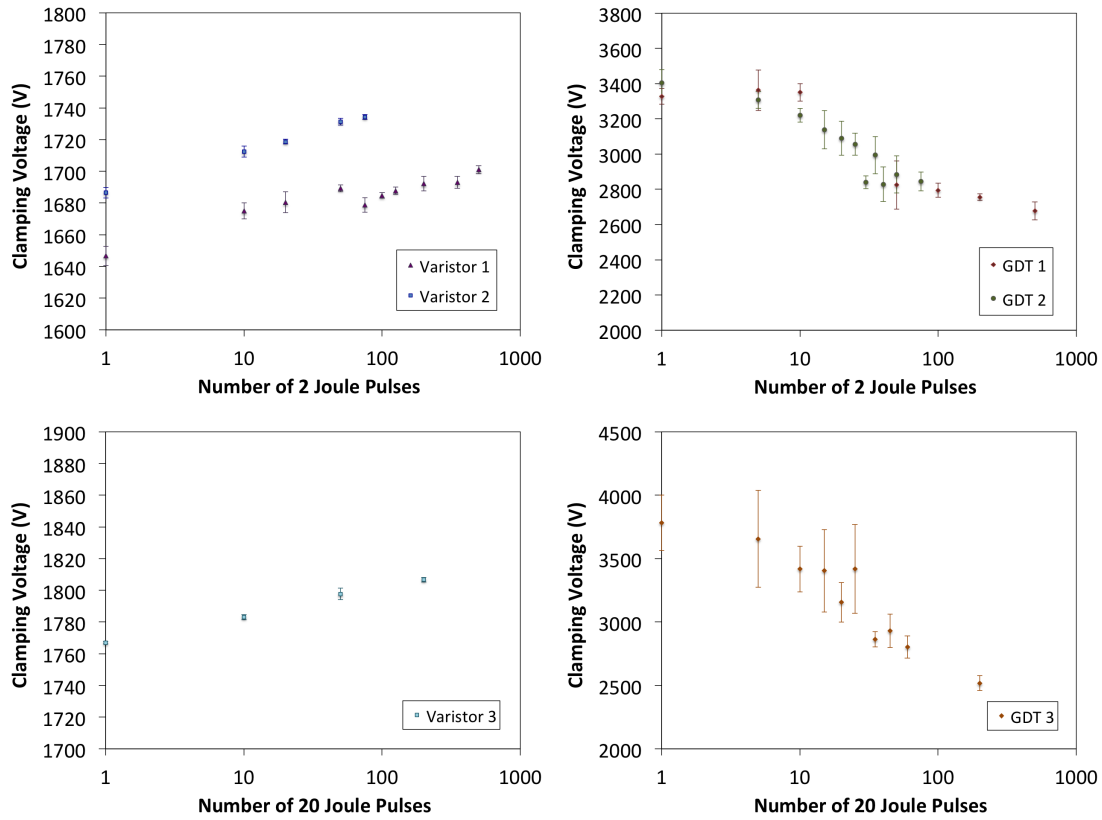 1800
1780
1760
1740
1720
1700
1680
1660
1640
1620
1600
Clamping Voltage (V)
Varistor 1
Varistor 2
1 10 100 1000
Number of 2 Joule Pulses
3800
3600
3400
3200
3000
2800
2600
2400
2200
2000
Clamping Voltage (V)
GDT 1
GDT 2
1 10 100 1000
Number of 2 Joule Pulses
1900
1880
1860
1840
1820
1800
1780
1760
1740
1720
1700
Clamping Voltage (V)
Varistor 3
1 10 100 1000
Number of 20 Joule Pulses
4500
4000
3500
3000
2500
2000
Clamping Voltage (V)
GDT 3
1 10 100 1000
Number of 20 Joule Pulses